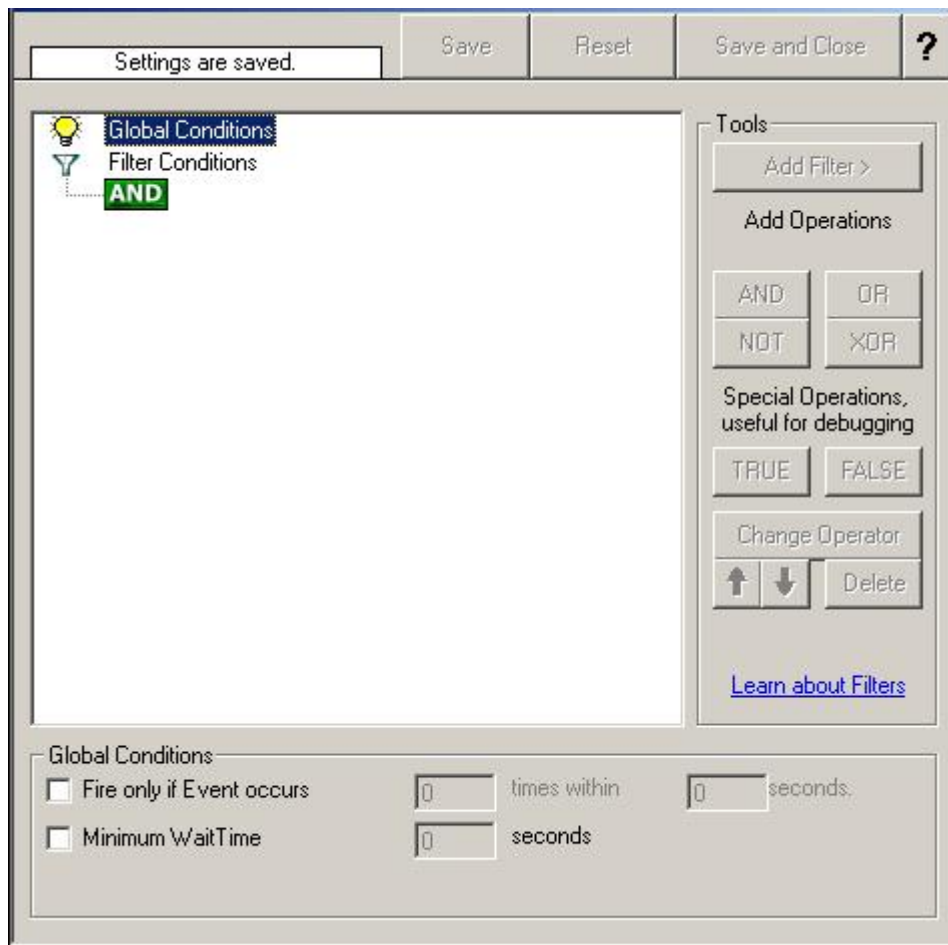 Settings are saved.
Save
Reset
Save and Close
?
Global Conditions
Filter Conditions
AND
Tools
Add Filter >
Add Operations
AND
OR
NOT
XOR
Special Operations,
useful for debugging
TRUE
FALSE
Change Operator
Delete
Learn about Filters
Global Conditions
Fire only if Event occurs
0
times within
0
seconds.
Minimum WaitTime
0
seconds